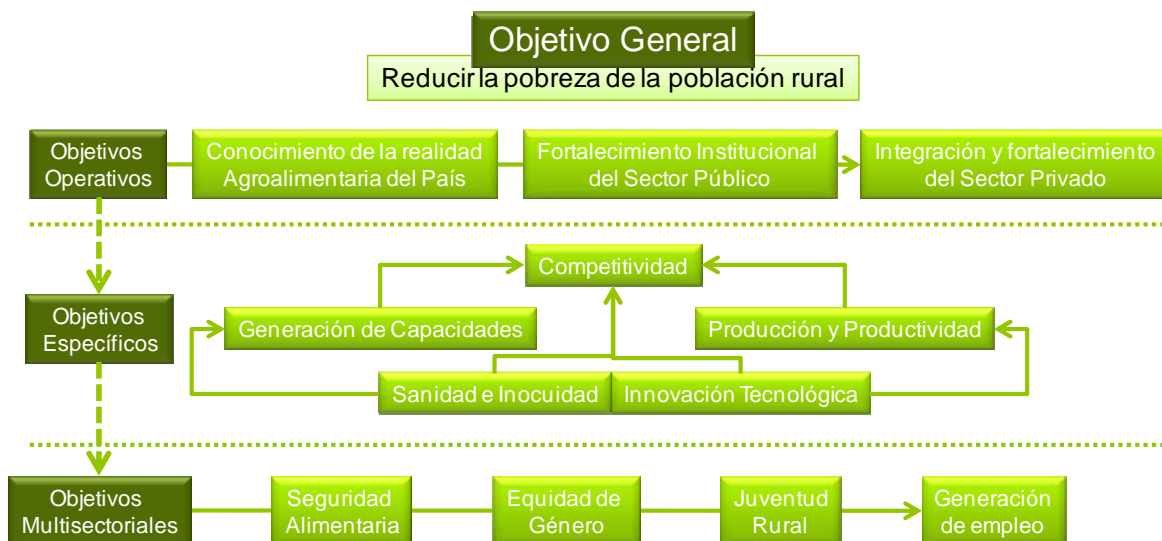 Objetivo General
Reducir la pobreza de la población rural
Objetivos
Operativos
Conocimiento de la realidad
Agroalimentaria del País
Fortalecimiento Institucional
del Sector Público
Integración y fortalecimiento
del Sector Privado
Competitividad
Objetivos
Específicos
Generación de Capacidades
Producción y Productividad
Sanidad e Inocuidad
Innovación Tecnológica
Objetivos
Multisectoriales
Seguridad
Alimentaria
Equidad de
Género
Juventud
Rural
Generación
de empleo